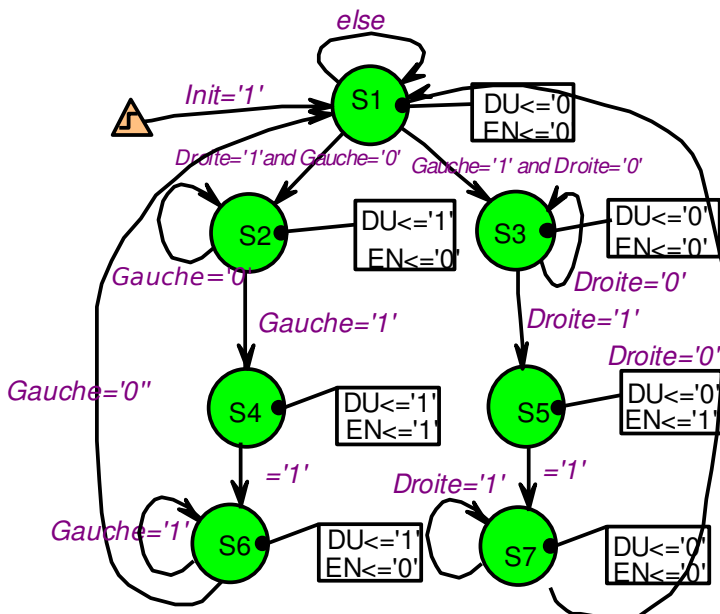 else
Init='1'
S1
DU<='0
EN<='0
Droite='1'and Gauche='0'
Gauche='1' and Droite='0'
S2
DU<='1'
EN<='0'
S3
DU<='0'
EN<='0'
Gauche='0'
Droite='0'
Gauche='1'
Droite='1'
Gauche='0''
Droite='0'
S4
DU<='1'
EN<='1'
S5
DU<='0'
EN<='1'
='1'
='1'
Gauche='1'
Droite='1'
S6
DU<='1'
EN<='0'
S7
DU<='0'
EN<='0'